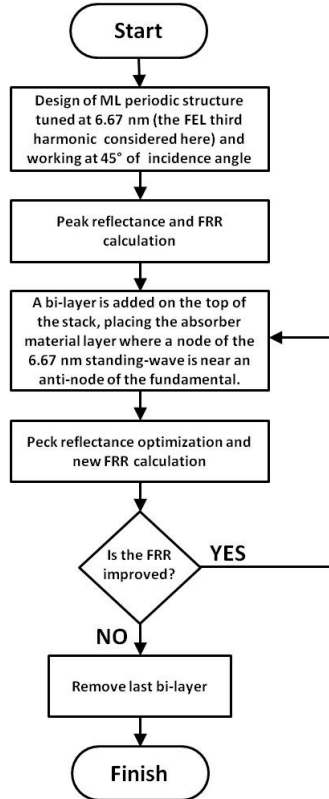 Start
Design of ML periodic structure
tuned at 6.67 nm (the FEL third
harmonic considered here) and
working at 45° of incidence angle
Peak reflectance and FRR
calculation
A bi-layer is added on the top of
the stack, placing the absorber
material layer where a node of the
6.67 nm standing-wave is near an
anti-node of the fundamental.
Peck reflectance optimization and
new FRR calculation
Is the FRR
improved?
YES
NO
Remove last bi-layer
Finish